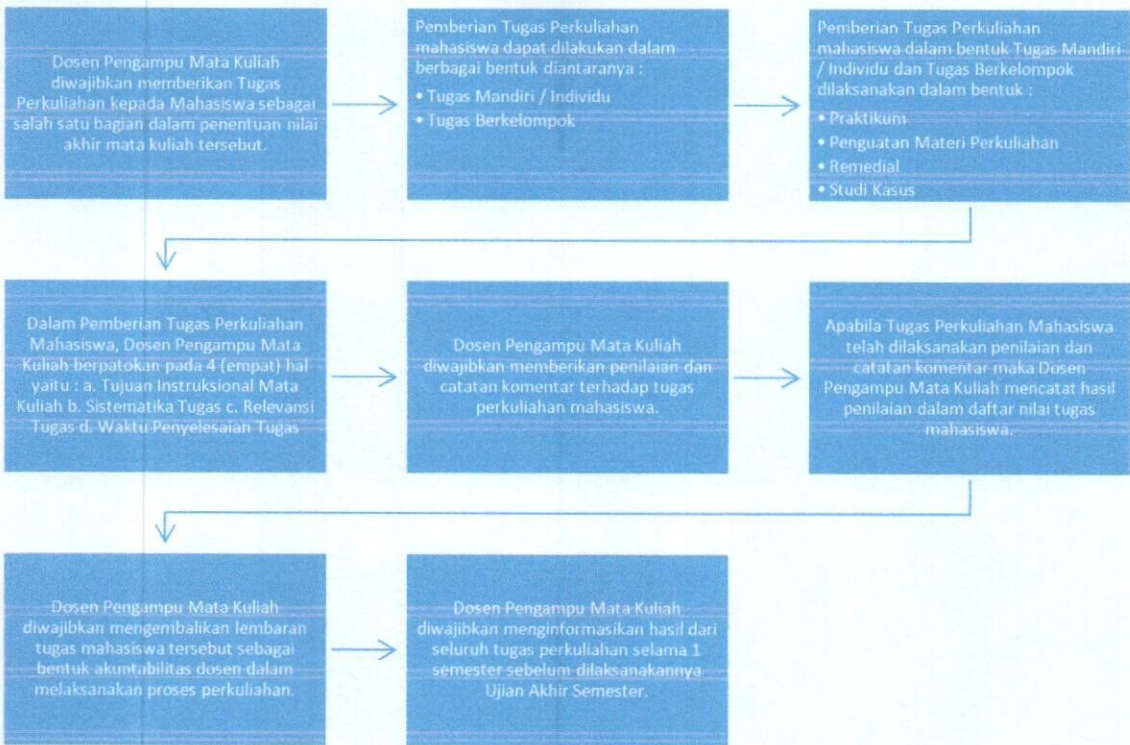 Dosen Pengampu Mata Kuliah
diwajibkan memberikan Tugas
Perkuliahan kepada Mahasiswa sebagai
salah satu bagian dalam penentuan nilai
akhir mata kuliah tersebut.
Pemberian Tugas Perkuliahan
mahasiswa dapat dilakukan dalam
berbagai bentuk diantaranya :
• Tugas Mandiri / Individu
• Tugas Berkelompok
Pemberian Tugas Perkuliahan
mahasiswa dalam bentuk Tugas Mandiri
/ Individu dan Tugas Berkelompok
dilaksanakan dalam bentuk :
• Praktikum
• Penguatan Materi Perkuliahan
• Remedial
• Studi Kasus
Dalam Pemberian Tugas Perkuliahan
Mahasiswa, Dosen Pengampu Mata
Kuliah berpatokan pada 4 (empat) hal
yaitu : a. Tujuan Instruksional Mata
Kuliah b. Sistematika Tugas c. Relevansi
Tugas d. Waktu Penyelesaian Tugas
Dosen Pengampu Mata Kuliah
diwajibkan memberikan penilaian dan
catatan komentar terhadap tugas
perkuliahan mahasiswa.
Apabila Tugas Perkuliahan Mahasiswa
telah dilaksanakan penilaian dan
catatan komentar maka Dosen
Pengampu Mata Kuliah mencatat hasil
penilaian dalam daftar nilai tugas
mahasiswa.
Dosen Pengampu Mata Kuliah
diwajibkan mengembalikan lembaran
tugas mahasiswa tersebut sebagai
bentuk akuntabilitas dosen dalam
melaksanakan proses perkuliahan.
Dosen Pengampu Mata Kuliah
diwajibkan menginformasikan hasil dari
seluruh tugas perkuliahan selama 1
semester sebelum dilaksanakannya
Ujian Akhir Semester.